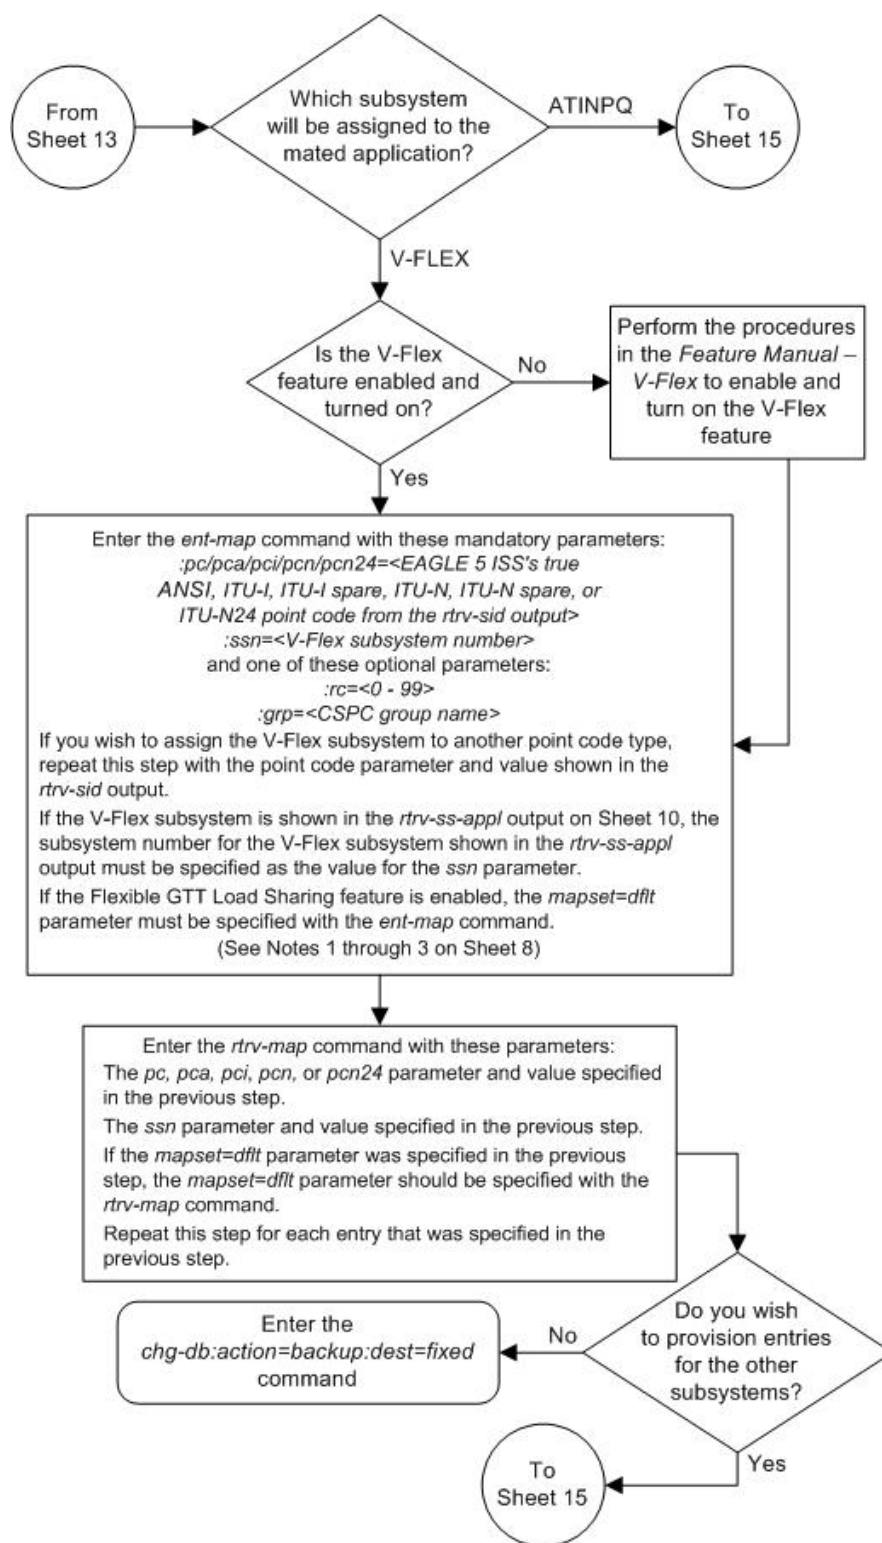 From
Sheet 13
Which subsystem
will be assigned to the
mated application?
ATINPQ
To
Sheet 15
V-FLEX
Is the V-Flex
feature enabled and
turned on?
No
Perform the procedures
in the Feature Manual –
V-Flex to enable and
turn on the V-Flex
feature
Yes
Enter the ent-map command with these mandatory parameters:
:pc/pca/pci/pcn/pcn24=<EAGLE 5 ISS's true
ANSI, ITU-I, ITU-I spare, ITU-N, ITU-N spare, or
ITU-N24 point code from the rtrv-sid output>
:ssn=<V-Flex subsystem number>
and one of these optional parameters:
:rc=<0 - 99>
:grp=<CSPC group name>
If you wish to assign the V-Flex subsystem to another point code type,
repeat this step with the point code parameter and value shown in the
rtrv-sid output.
If the V-Flex subsystem is shown in the rtrv-ss-appl output on Sheet 10, the
subsystem number for the V-Flex subsystem shown in the rtrv-ss-appl
output must be specified as the value for the ssn parameter.
If the Flexible GTT Load Sharing feature is enabled, the mapset=dflt
parameter must be specified with the ent-map command.
(See Notes 1 through 3 on Sheet 8)
Enter the rtrv-map command with these parameters:
The pc, pca, pci, pcn, or pcn24 parameter and value specified
in the previous step.
The ssn parameter and value specified in the previous step.
If the mapset=dflt parameter was specified in the previous
step, the mapset=dflt parameter should be specified with the
rtrv-map command.
Repeat this step for each entry that was specified in the
previous step.
Do you wish
to provision entries
for the other
subsystems?
No
Enter the
chg-db:action=backup:dest=fixed
command
Yes
To
Sheet 15